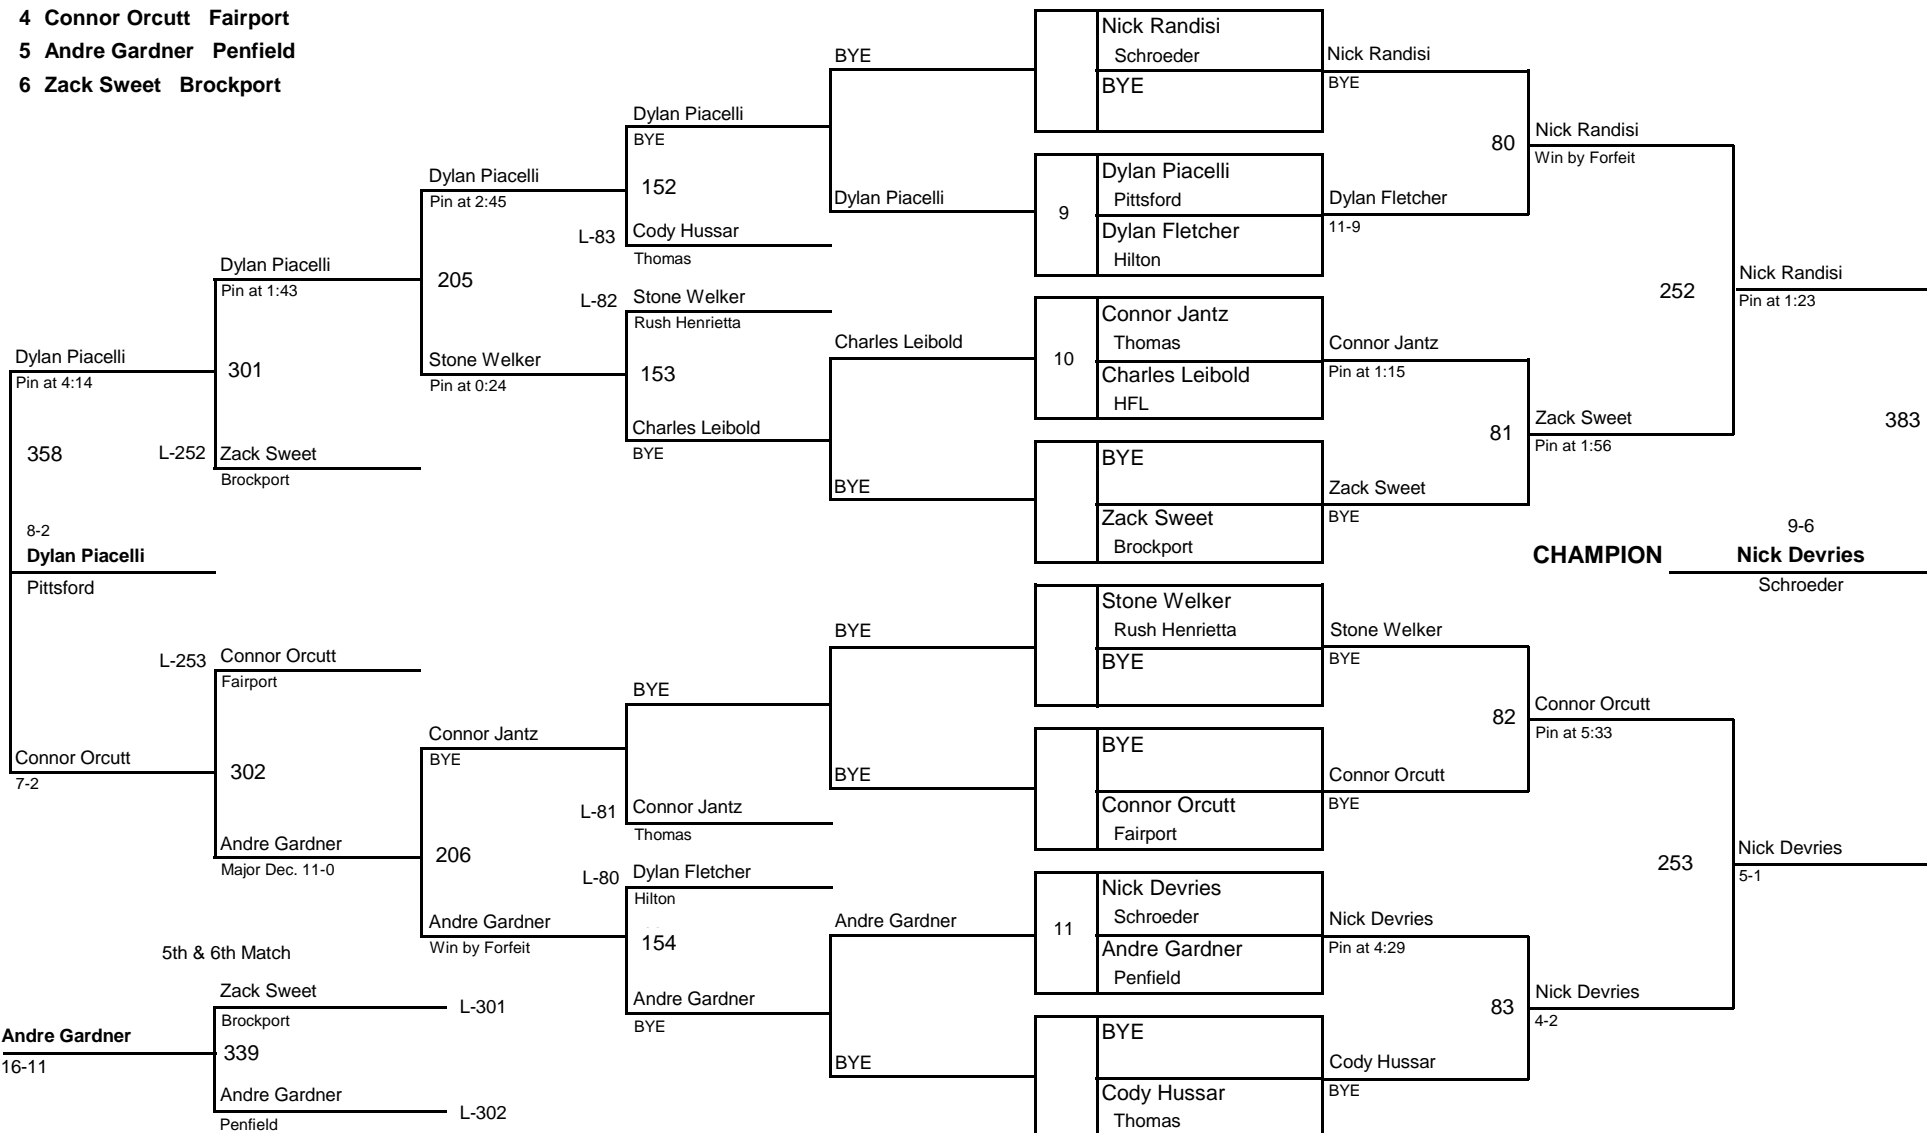 4 Connor Orcutt Fairport
5 Andre Gardner Penfield
6 Zack Sweet Brockport
Dylan Piacelli
Pin at 4:14
358
8-2
Dylan Piacelli
Pittsford
Connor Orcutt
7-2
5th & 6th Match
Andre Gardner
16-11
Dylan Piacelli
Pin at 1:43
301
L-252
Zack Sweet
Brockport
L-253
Connor Orcutt
Fairport
302
Andre Gardner
Major Dec. 11-0
Zack Sweet
L-301
Brockport
339
Andre Gardner
L-302
Penfield
Dylan Piacelli
Pin at 2:45
205
Stone Welker
Pin at 0:24
Connor Jantz
BYE
206
Andre Gardner
Win by Forfeit
Dylan Piacelli
BYE
152
L-83
Cody Hussar
Thomas
L-82
Stone Welker
Rush Henrietta
153
Charles Leibold
BYE
BYE
L-81
Connor Jantz
Thomas
L-80
Dylan Fletcher
Hilton
154
Andre Gardner
BYE
BYE
Dylan Piacelli
Charles Leibold
BYE
BYE
BYE
Andre Gardner
BYE
Nick Randisi
Schroeder
BYE
9
Dylan Piacelli
Pittsford
Dylan Fletcher
Hilton
10
Connor Jantz
Thomas
Charles Leibold
HFL
BYE
Zack Sweet
Brockport
Stone Welker
Rush Henrietta
BYE
BYE
Connor Orcutt
Fairport
11
Nick Devries
Schroeder
Andre Gardner
Penfield
BYE
Cody Hussar
Thomas
Nick Randisi
BYE
80
Dylan Fletcher
11-9
Connor Jantz
Pin at 1:15
81
Zack Sweet
BYE
Stone Welker
BYE
82
Connor Orcutt
BYE
Nick Devries
Pin at 4:29
83
Cody Hussar
BYE
Nick Randisi
Win by Forfeit
252
Zack Sweet
Pin at 1:56
Connor Orcutt
Pin at 5:33
253
Nick Devries
4-2
Nick Randisi
Pin at 1:23
383
9-6
CHAMPION Nick Devries
Schroeder
Nick Devries
5-1